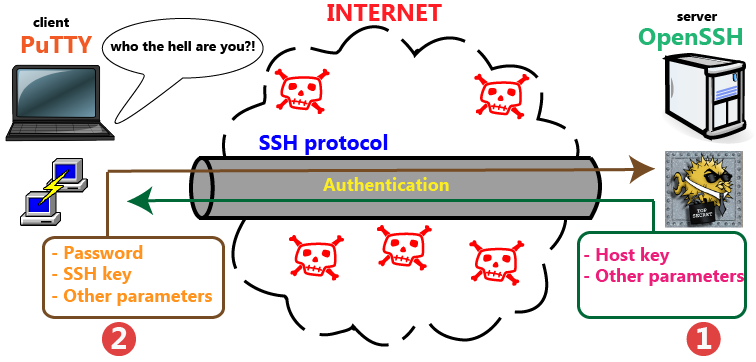 client
PuTTY
who the hell are you?!
INTERNET
server
OpenSSH
SSH protocol
Authentication
TOP
SECRET
- Password
- SSH key
- Other parameters
- Host key
- Other parameters
2
1